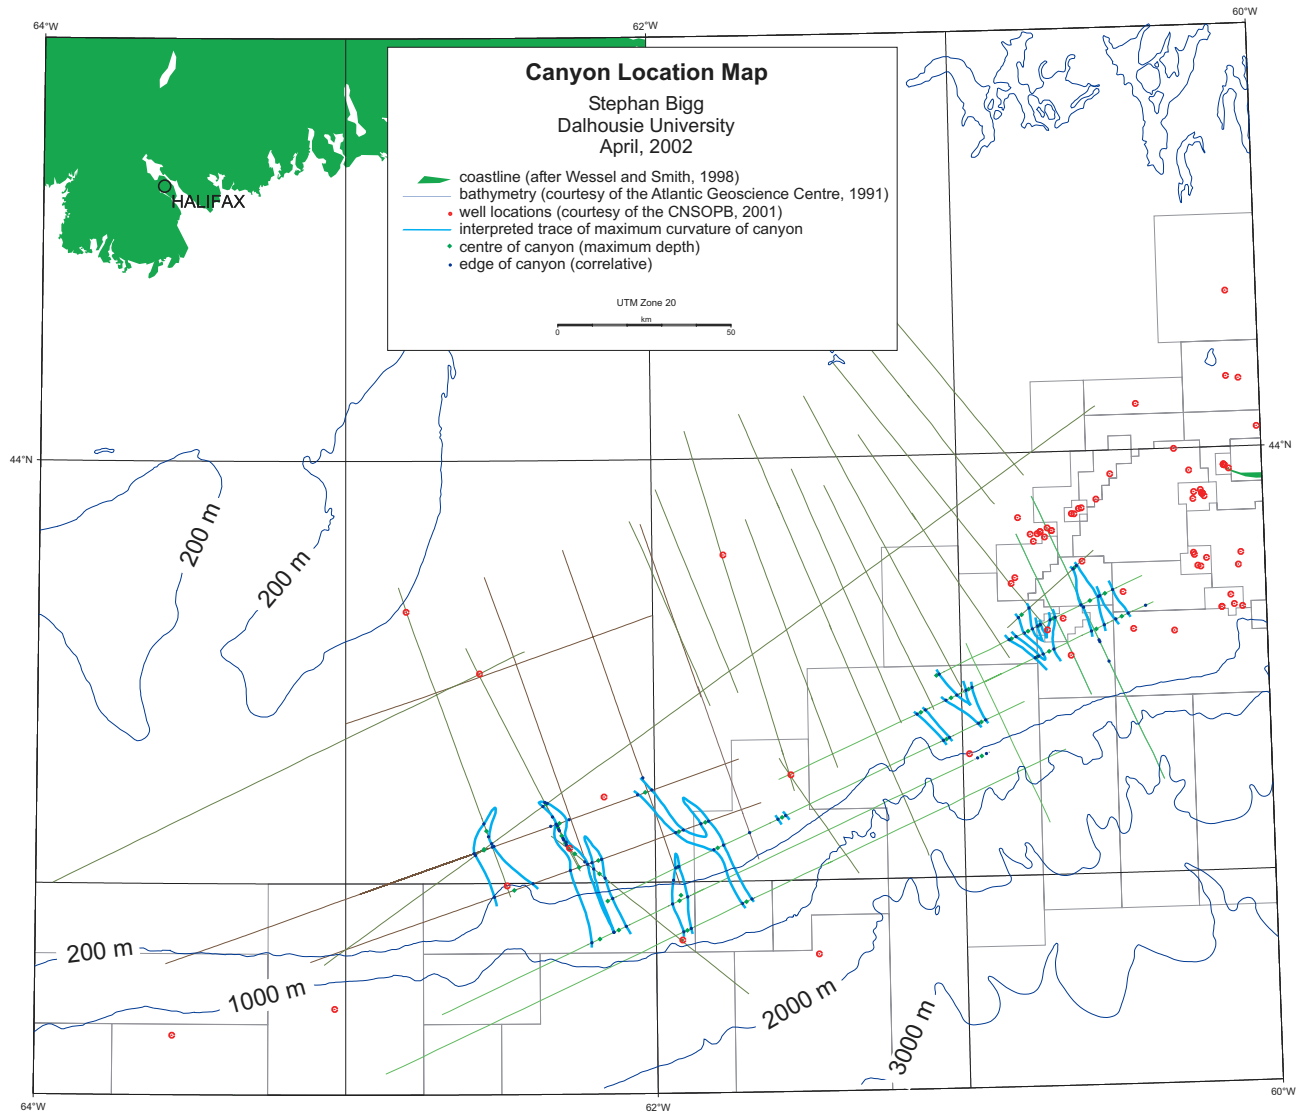 64°W
62°W
60°W
Canyon Location Map
Stephan Bigg
Dalhousie University
April, 2002
coastline (after Wessel and Smith, 1998)
bathymetry (courtesy of the Atlantic Geoscience Centre, 1991)
well locations (courtesy of the CNSOPB, 2001)
interpreted trace of maximum curvature of canyon
centre of canyon (maximum depth)
edge of canyon (correlative)
UTM Zone 20
km
0 50
HALIFAX
44°N
44°N
200 m
200 m
200 m
1000 m
2000 m
3000 m
64°W
62°W
60°W